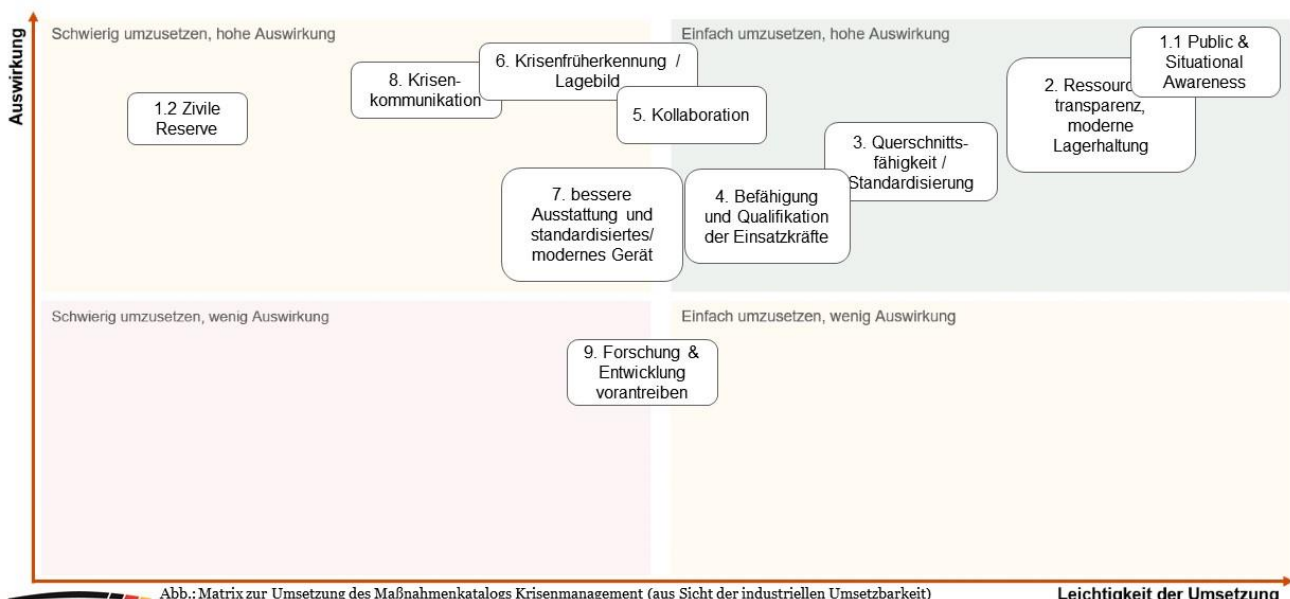 Auswirkung
Schwierig umzusetzen, hohe Auswirkung
Einfach umzusetzen, hohe Auswirkung
1.1 Public &
Situational
Awareness
6. Krisenfrüherkennung /
Lagebild
8. Krisen-
kommunikation
2.
transparenz,
moderne
Lagerhaltung
1.2 Zivile
Reserve
5. Kollaboration
3. Querschnitts-
fähigkeit /
Standardisierung
7. bessere
Ausstattung und
standardisiertes/
modernes Gerät
4. Befähigung
und Qualifikation
der Einsatzkräfte
Schwierig umzusetzen, wenig Auswirkung
Einfach umzusetzen, wenig Auswirkung
9. Forschung &
Entwicklung
vorantreiben
Abb.: Matrix zur Umsetzung des Maßnahmenkatalogs Krisenmanagement (aus Sicht der industriellen Umsetzbarkeit)
Leichtigkeit der Umsetzung